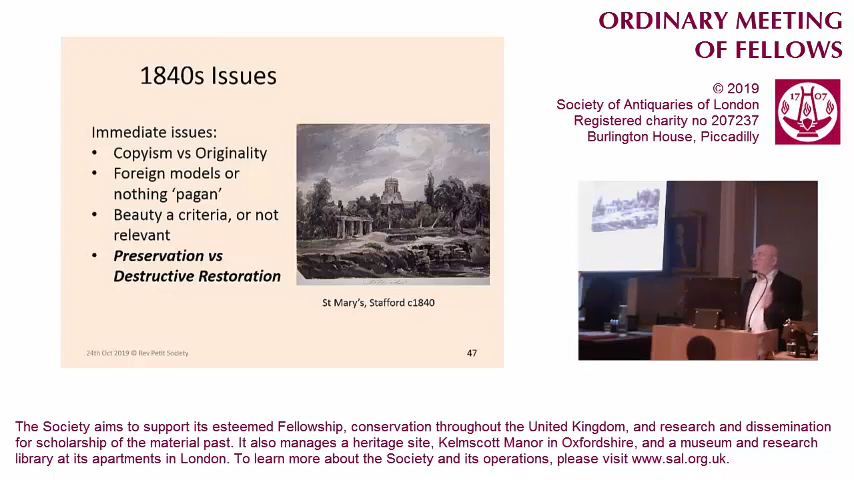 ORDINARY MEETING
OF FELLOWS
© 2019
Society of Antiquaries of London
Registered charity no 207237
Burlington House, Piccadilly
17 07
1840s Issues
Immediate issues:
• Copyism vs Originality
• Foreign models or
nothing ‘pagan’
• Beauty a criteria, or not
relevant
• Preservation vs
Destructive Restoration
St Mary's, Stafford c1840
24th Oct 2019 © Rev Petit Society
47
The Society aims to support its esteemed Fellowship, conservation throughout the United Kingdom, and research and dissemination
for scholarship of the material past. It also manages a heritage site, Kelmscott Manor in Oxfordshire, and a museum and research
library at its apartments in London. To learn more about the Society and its operations, please visit www.sal.org.uk.